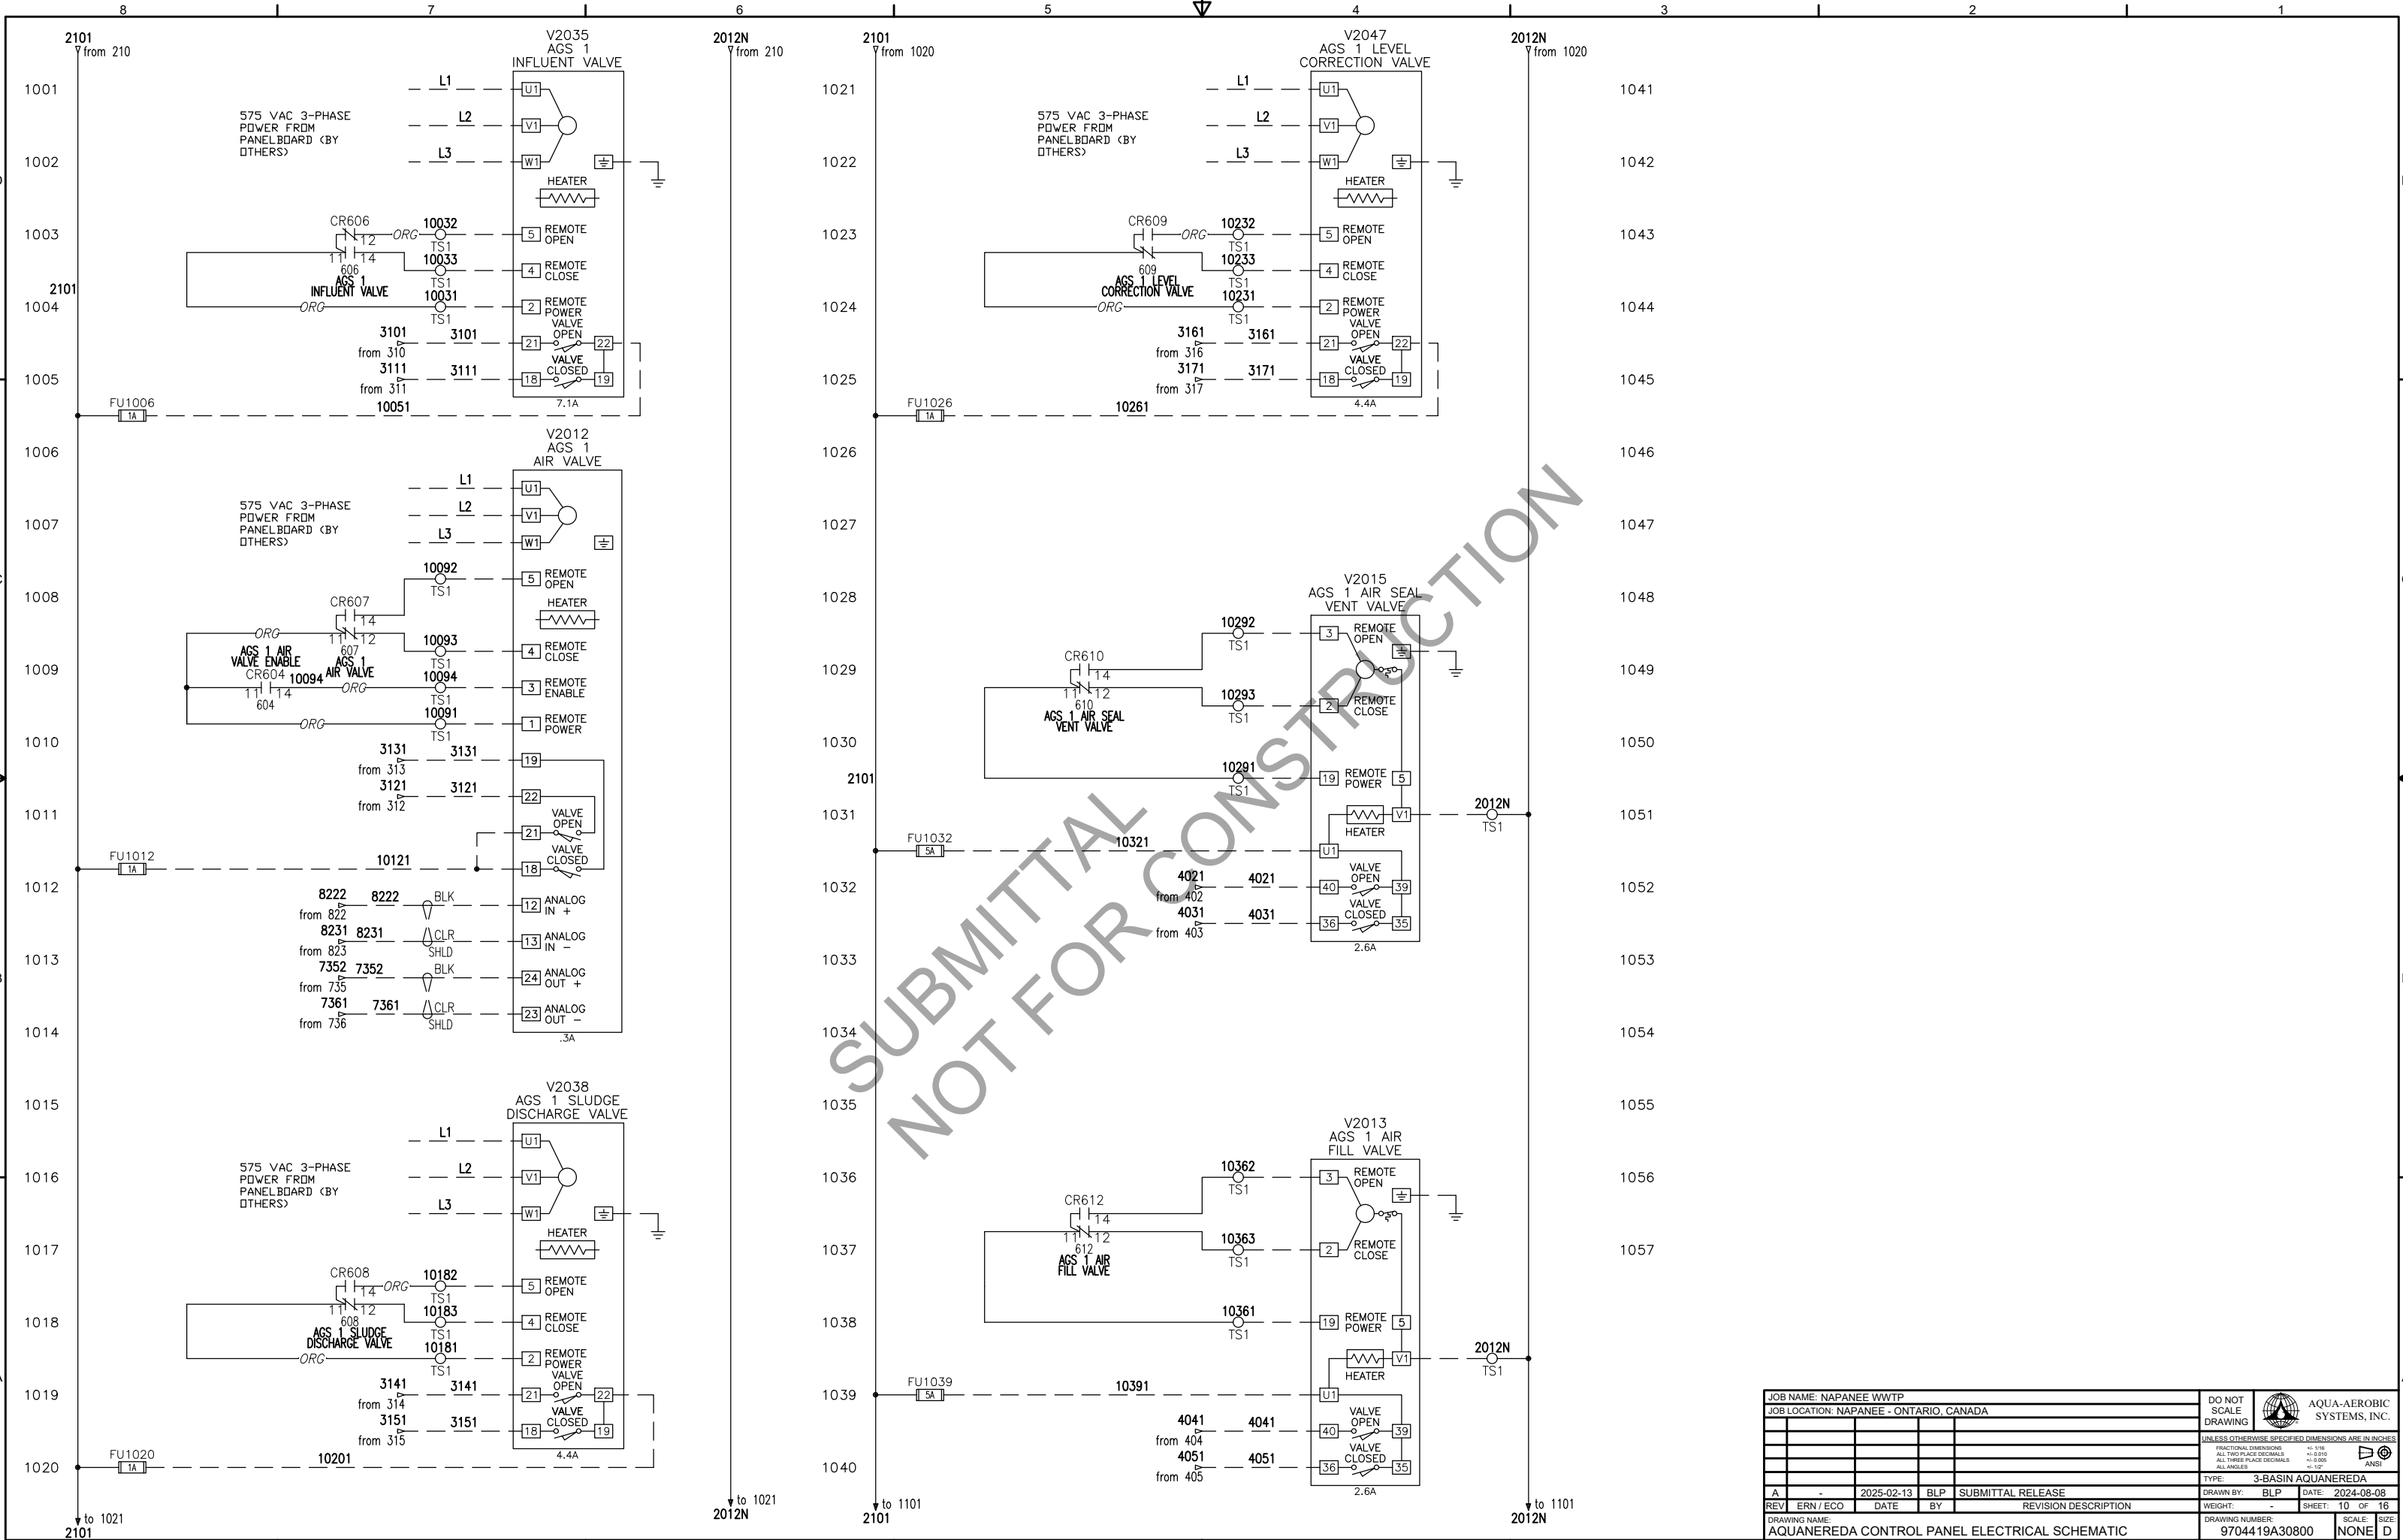 8 7 6 5 4 3 2 1
2101
from 210
2012N
from 210
2101
from 1020
2012N
from 1020
1001
1002
1003
1004
1005
1006
1007
1008
1009
1010
1011
1012
1013
1014
1015
1016
1017
1018
1019
1020
V2035
AGS 1
INFLUENT VALVE
575 VAC 3-PHASE
POWER FROM
PANELBOARD (BY
OTHERS)
L1 U1
L2 V1
L3 W1
HEATER
CR606
12 ORG 10032 TS1 5 REMOTE
OPEN
11 14 10033 TS1 4 REMOTE
CLOSE
606
AGS 1
INFLUENT VALVE
2101
ORG 10031 TS1 2 REMOTE
POWER
VALVE
OPEN
3101 3101 21 22
from 310
VALVE
CLOSED
3111 3111 18 19
from 311
FU1006
1A
10051
7.1A
V2012
AGS 1
AIR VALVE
575 VAC 3-PHASE
POWER FROM
PANELBOARD (BY
OTHERS)
L1 U1
L2 V1
L3 W1
10092 TS1 5 REMOTE
OPEN
HEATER
CR607
14
ORG 11 12 10093 TS1 4 REMOTE
CLOSE
607
AGS 1
AIR VALVE
AGS 1 AIR
VALVE ENABLE
CR604
11 14 10094 ORG 10094 TS1 3 REMOTE
ENABLE
604
ORG 10091 TS1 1 REMOTE
POWER
3131 3131 19
from 313
3121 3121 22
from 312
VALVE
OPEN
21
VALVE
CLOSED
18
FU1012
1A
10121
8222 8222 BLK 12 ANALOG
IN +
from 822
8231 8231 CLR 13 ANALOG
IN -
from 823 SHLD
7352 7352 BLK 24 ANALOG
OUT +
from 735
7361 7361 CLR 23 ANALOG
OUT -
from 736 SHLD
.3A
V2038
AGS 1 SLUDGE
DISCHARGE VALVE
575 VAC 3-PHASE
POWER FROM
PANELBOARD (BY
OTHERS)
L1 U1
L2 V1
L3 W1
HEATER
CR608
14 ORG 10182 TS1 5 REMOTE
OPEN
11 12 10183 TS1 4 REMOTE
CLOSE
608
AGS 1 SLUDGE
DISCHARGE VALVE
ORG 10181 TS1 2 REMOTE
POWER
VALVE
OPEN
3141 3141 21 22
from 314
VALVE
CLOSED
3151 3151 18 19
from 315
FU1020
1A
10201
4.4A
to 1021
2101
to 1021
2012N
1021
1022
1023
1024
1025
1026
1027
1028
1029
1030
1031
1032
1033
1034
1035
1036
1037
1038
1039
1040
V2047
AGS 1 LEVEL
CORRECTION VALVE
575 VAC 3-PHASE
POWER FROM
PANELBOARD (BY
OTHERS)
L1 U1
L2 V1
L3 W1
HEATER
CR609
ORG 10232 TS1 5 REMOTE
OPEN
10233 TS1 4 REMOTE
CLOSE
609
AGS 1 LEVEL
CORRECTION VALVE
ORG 10231 TS1 2 REMOTE
POWER
VALVE
OPEN
3161 3161 21 22
from 316
VALVE
CLOSED
3171 3171 18 19
from 317
FU1026
1A
10261
4.4A
V2015
AGS 1 AIR SEAL
VENT VALVE
10292 TS1 3 REMOTE
OPEN
CR610
14
11 12 10293 TS1 2 REMOTE
CLOSE
610
AGS 1 AIR SEAL
VENT VALVE
2101
10291 TS1 19 REMOTE
POWER 5
HEATER V1 2012N TS1
FU1032
5A
10321 U1
VALVE
OPEN
4021 4021 40 39
from 402
VALVE
CLOSED
4031 4031 36 35
from 403
2.6A
V2013
AGS 1 AIR
FILL VALVE
10362 TS1 3 REMOTE
OPEN
CR612
14
11 12 10363 TS1 2 REMOTE
CLOSE
612
AGS 1 AIR
FILL VALVE
10361 TS1 19 REMOTE
POWER 5
HEATER V1 2012N TS1
FU1039
5A
10391 U1
VALVE
OPEN
4041 4041 40 39
from 404
VALVE
CLOSED
4051 4051 36 35
from 405
2.6A
to 1101
2101
to 1101
2012N
1041
1042
1043
1044
1045
1046
1047
1048
1049
1050
1051
1052
1053
1054
1055
1056
1057
SUBMITTAL
NOT FOR CONSTRUCTION
JOB NAME: NAPANEE WWTP
JOB LOCATION: NAPANEE - ONTARIO, CANADA
DO NOT
SCALE
DRAWING
AQUA-AEROBIC
SYSTEMS, INC.
UNLESS OTHERWISE SPECIFIED DIMENSIONS ARE IN INCHES
FRACTIONAL DIMENSIONS +/- 1/16
ALL TWO PLACE DECIMALS +/- 0.010
ALL THREE PLACE DECIMALS +/- 0.005
ALL ANGLES +/- 1/2°
ANSI
TYPE: 3-BASIN AQUANEREDA
A - 2025-02-13 BLP SUBMITTAL RELEASE
DRAWN BY: BLP DATE: 2024-08-08
REV ERN / ECO DATE BY REVISION DESCRIPTION
WEIGHT: - SHEET: 10 OF 16
DRAWING NAME:
AQUANEREDA CONTROL PANEL ELECTRICAL SCHEMATIC
DRAWING NUMBER:
9704419A30800
SCALE:
NONE
SIZE:
D